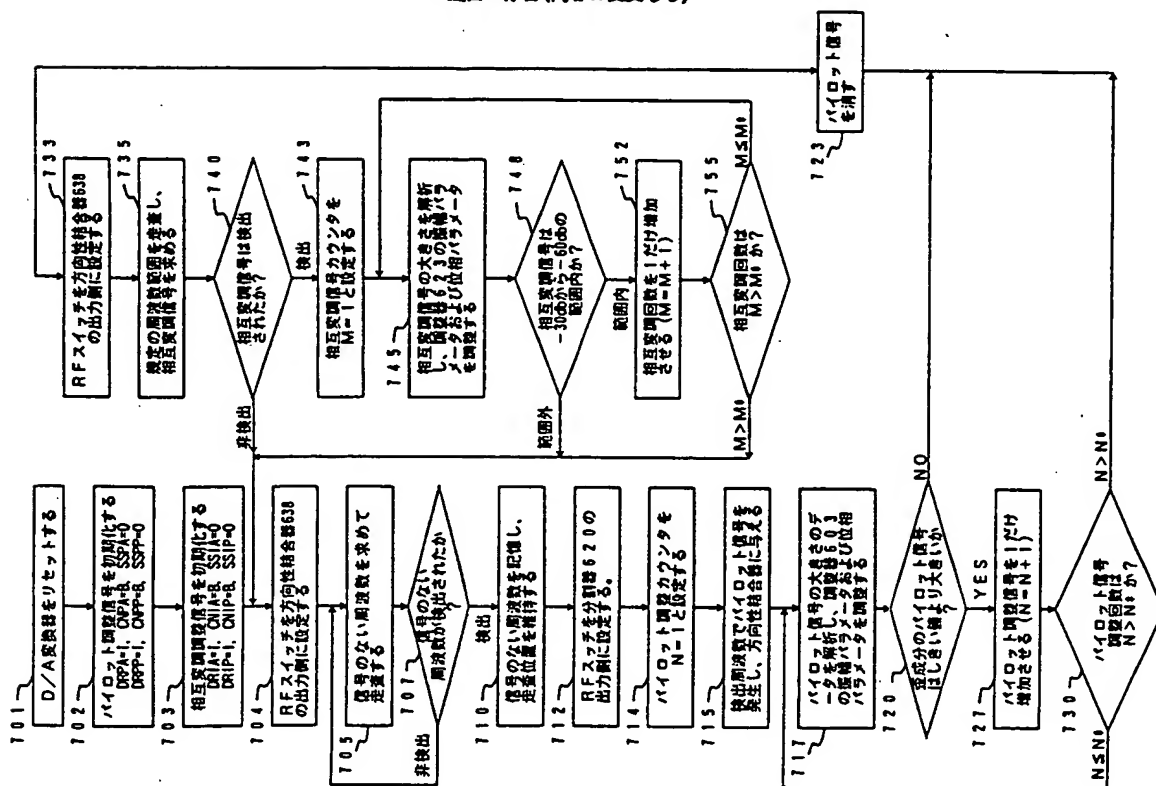 701
D/A変換器をリセットする
702
パイロット調整信号を初期化する
DRPA=1, CNPA=B, SSPA=0
DRPP=1, CNPP=B, SSPP=0
703
相互変調調整信号を初期化する
DRIA=1, CNIA=B, SSIA=0
DRIP=1, CNIP=B, SSIP=0
704
RFスイッチを方向性結合器638
の出力側に設定する
705
信号のない周波数を求めて
走査する
707
信号のない
周波数が検出されたか
?
非検出
検出
710
信号のない周波数を記憶し、
走査位置を維持する
712
RFスイッチを分割器620の
出力側に設定する。
714
パイロット調整カウンタを
N=1と設定する
715
検出周波数でパイロット信号を
発生し、方向性結合器に与える
717
パイロット信号の大きさのデ
ータを解析し、調整器603
の振幅パラメータおよび位相
パラメータを調整する
720
全成分のパイロット信号
はしきい値より大きいか
?
NO
YES
727
パイロット調整信号を1だけ
増加させる(N=N+1)
730
パイロット信号
調整回数は
N>N*か?
N≤N*
N>N*
723
パイロット信号
を消す
733
RFスイッチを方向性結合器638
の出力側に設定する
735
規定の周波数範囲を走査し、
相互変調信号を求める
740
相互変調信号は検出
されたか?
非検出
検出
743
相互変調信号カウンタを
M=1と設定する
745
相互変調信号の大きさを解析
し、調整器623の振幅パラ
メータおよび位相パラメータ
を調整する
748
相互変調信号は
-30dbから-60dbの
範囲内か?
範囲外
範囲内
752
相互変調回数を1だけ増加
させる(M=M+1)
755
相互変調回数は
M>M*か?
M>M*
M≤M*